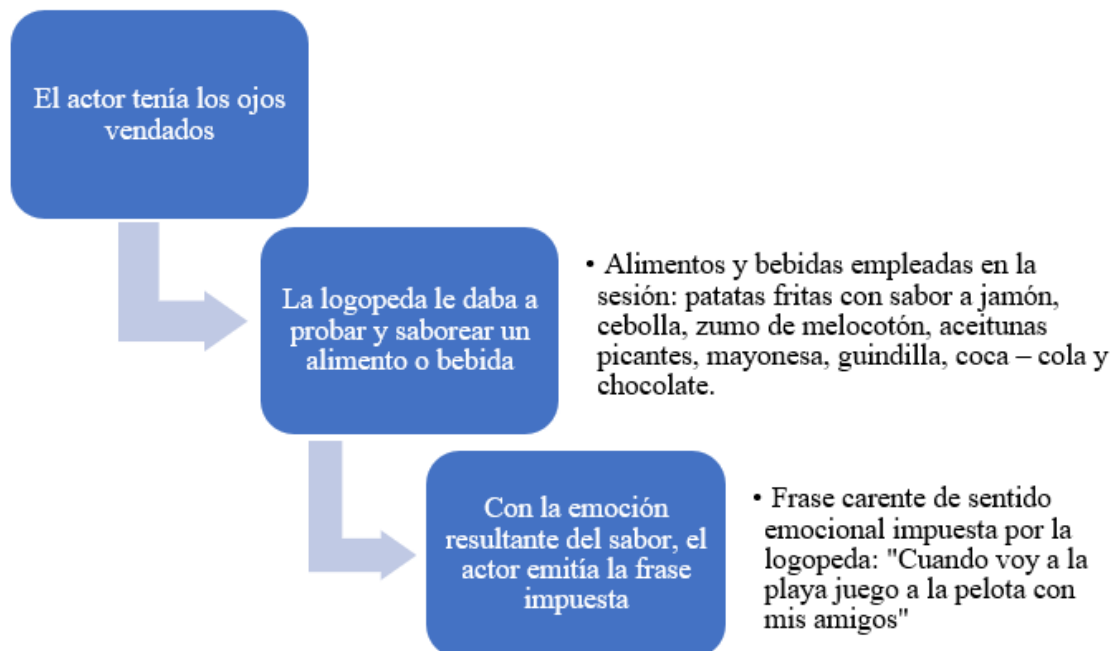 El actor tenía los ojos
vendados
La logopeda le daba a
probar y saborear un
alimento o bebida
• Alimentos y bebidas empleadas en la
sesión: patatas fritas con sabor a jamón,
cebolla, zumo de melocotón, aceitunas
picantes, mayonesa, guindilla, coca – cola y
chocolate.
Con la emoción
resultante del sabor, el
actor emitía la frase
impuesta
• Frase carente de sentido
emocional impuesta por la
logopeda: "Cuando voy a la
playa juego a la pelota con
mis amigos"